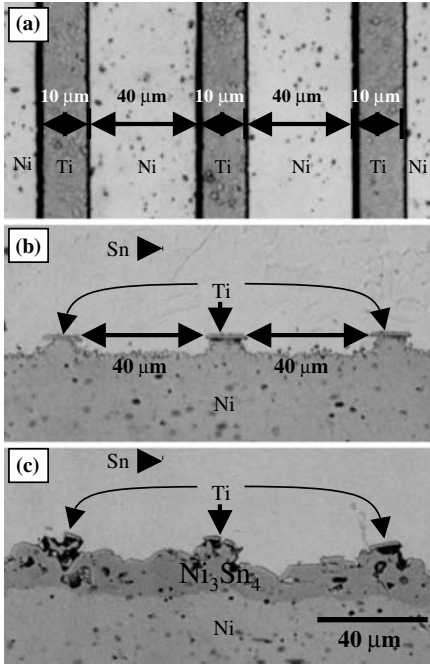 (a)
10 μm 40 μm 10 μm 40 μm 10 μm
Ni Ti Ni Ti Ni Ti Ni
(b)
Sn
Ti
40 μm 40 μm
Ni
(c)
Sn
Ti
Ni3Sn4
Ni
40 μm